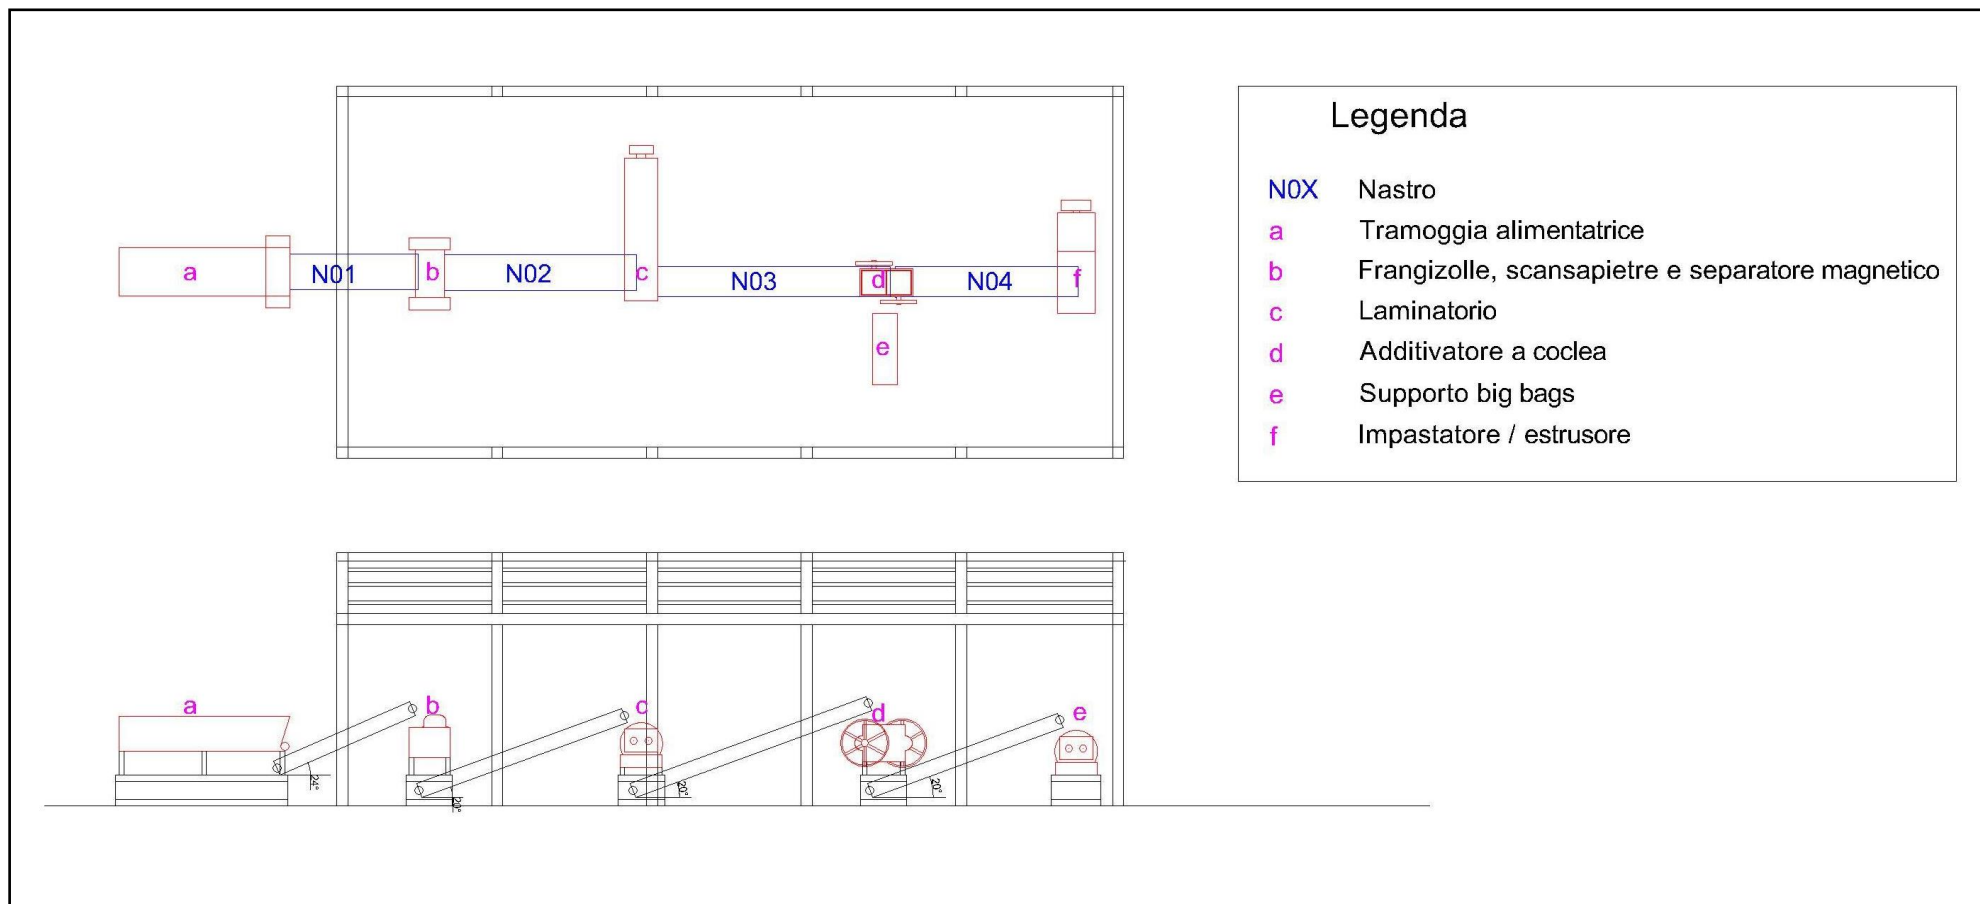 a
N01
b
N02
c
N03
d
N04
f
e
Legenda
N0X Nastro
a Tramoggia alimentatrice
b Frangizolle, scansapietre e separatore magnetico
c Laminatorio
d Additivatore a coclea
e Supporto big bags
f Impastatore / estrusore
a
b
c
d
e
24°
20°
20°
20°